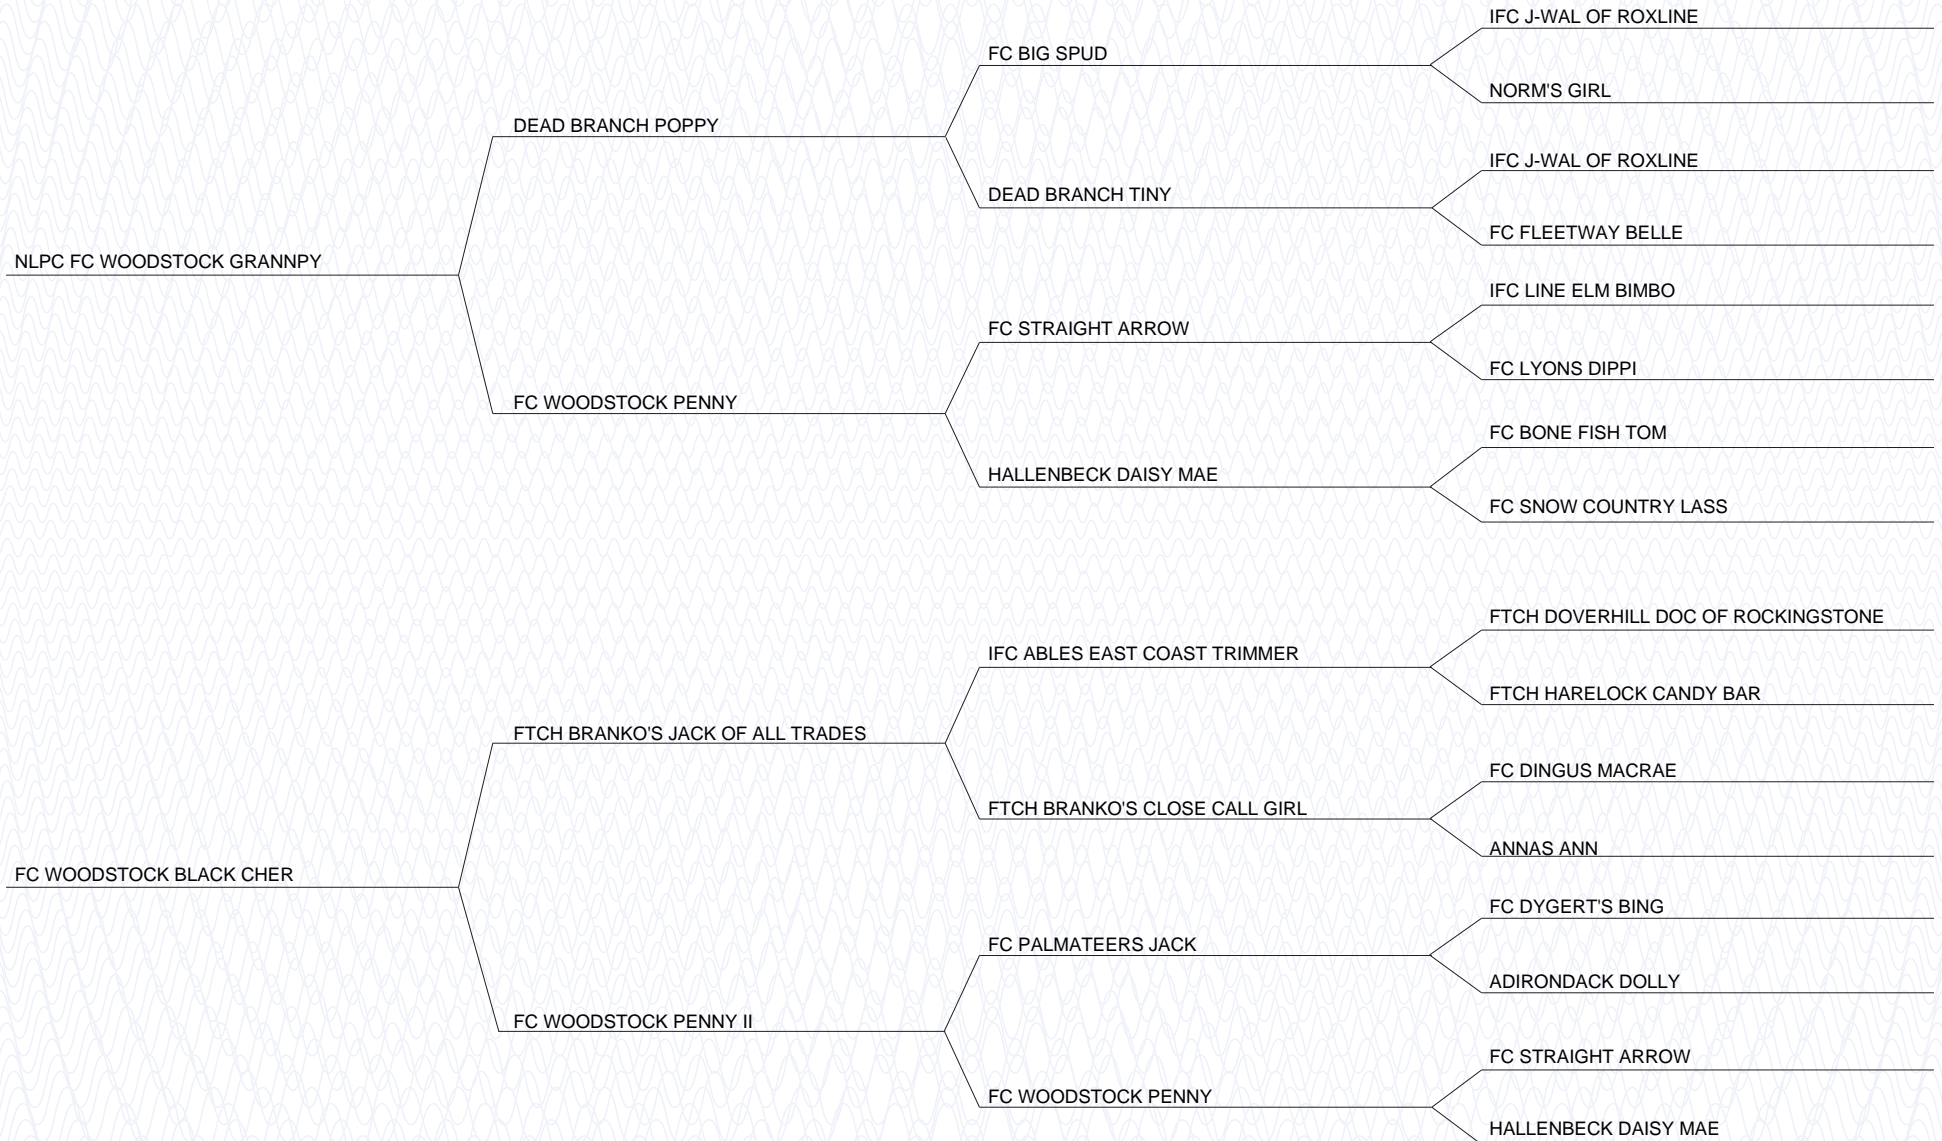 IFC J-WAL OF ROXLINE
FC BIG SPUD
NORM'S GIRL
DEAD BRANCH POPPY
IFC J-WAL OF ROXLINE
DEAD BRANCH TINY
FC FLEETWAY BELLE
NLPC FC WOODSTOCK GRANNPY
IFC LINE ELM BIMBO
FC STRAIGHT ARROW
FC LYONS DIPPI
FC WOODSTOCK PENNY
FC BONE FISH TOM
HALLENBECK DAISY MAE
FC SNOW COUNTRY LASS
FTCH DOVERHILL DOC OF ROCKINGSTONE
IFC ABLES EAST COAST TRIMMER
FTCH HARELOCK CANDY BAR
FTCH BRANKO'S JACK OF ALL TRADES
FC DINGUS MACRAE
FTCH BRANKO'S CLOSE CALL GIRL
ANNAS ANN
FC WOODSTOCK BLACK CHER
FC DYGERT'S BING
FC PALMATEERS JACK
ADIRONDACK DOLLY
FC WOODSTOCK PENNY II
FC STRAIGHT ARROW
FC WOODSTOCK PENNY
HALLENBECK DAISY MAE